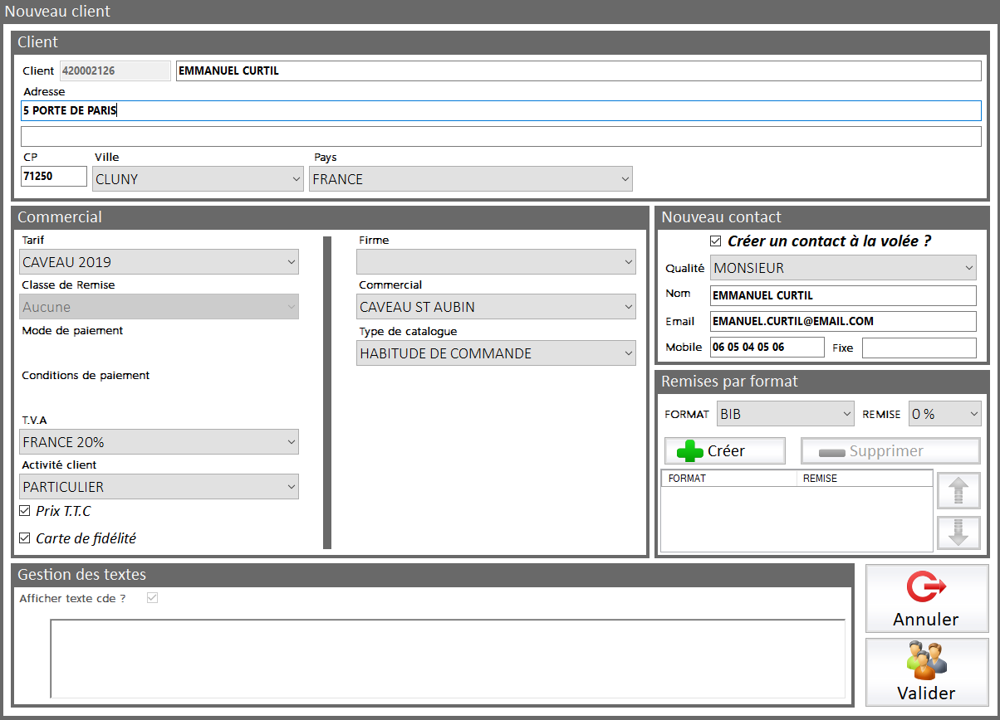 Nouveau client
Client
Client 420002126 EMMANUEL CURTIL
Adresse
5 PORTE DE PARIS
CP Ville Pays
71250 CLUNY FRANCE
Commercial
Tarif
CAVEAU 2019
Classe de Remise
Aucune
Mode de paiement
Conditions de paiement
T.V.A
FRANCE 20%
Activité client
PARTICULIER
Prix T.T.C
Carte de fidélité
Firme
Commercial
CAVEAU ST AUBIN
Type de catalogue
HABITUDE DE COMMANDE
Nouveau contact
Créer un contact à la volée ?
Qualité MONSIEUR
Nom EMMANUEL CURTIL
Email EMANUEL.CURTIL@EMAIL.COM
Mobile 06 05 04 05 06 Fixe
Remises par format
FORMAT BIB REMISE 0 %
Créer Supprimer
FORMAT REMISE
Gestion des textes
Afficher texte cde ?
Annuler
Valider